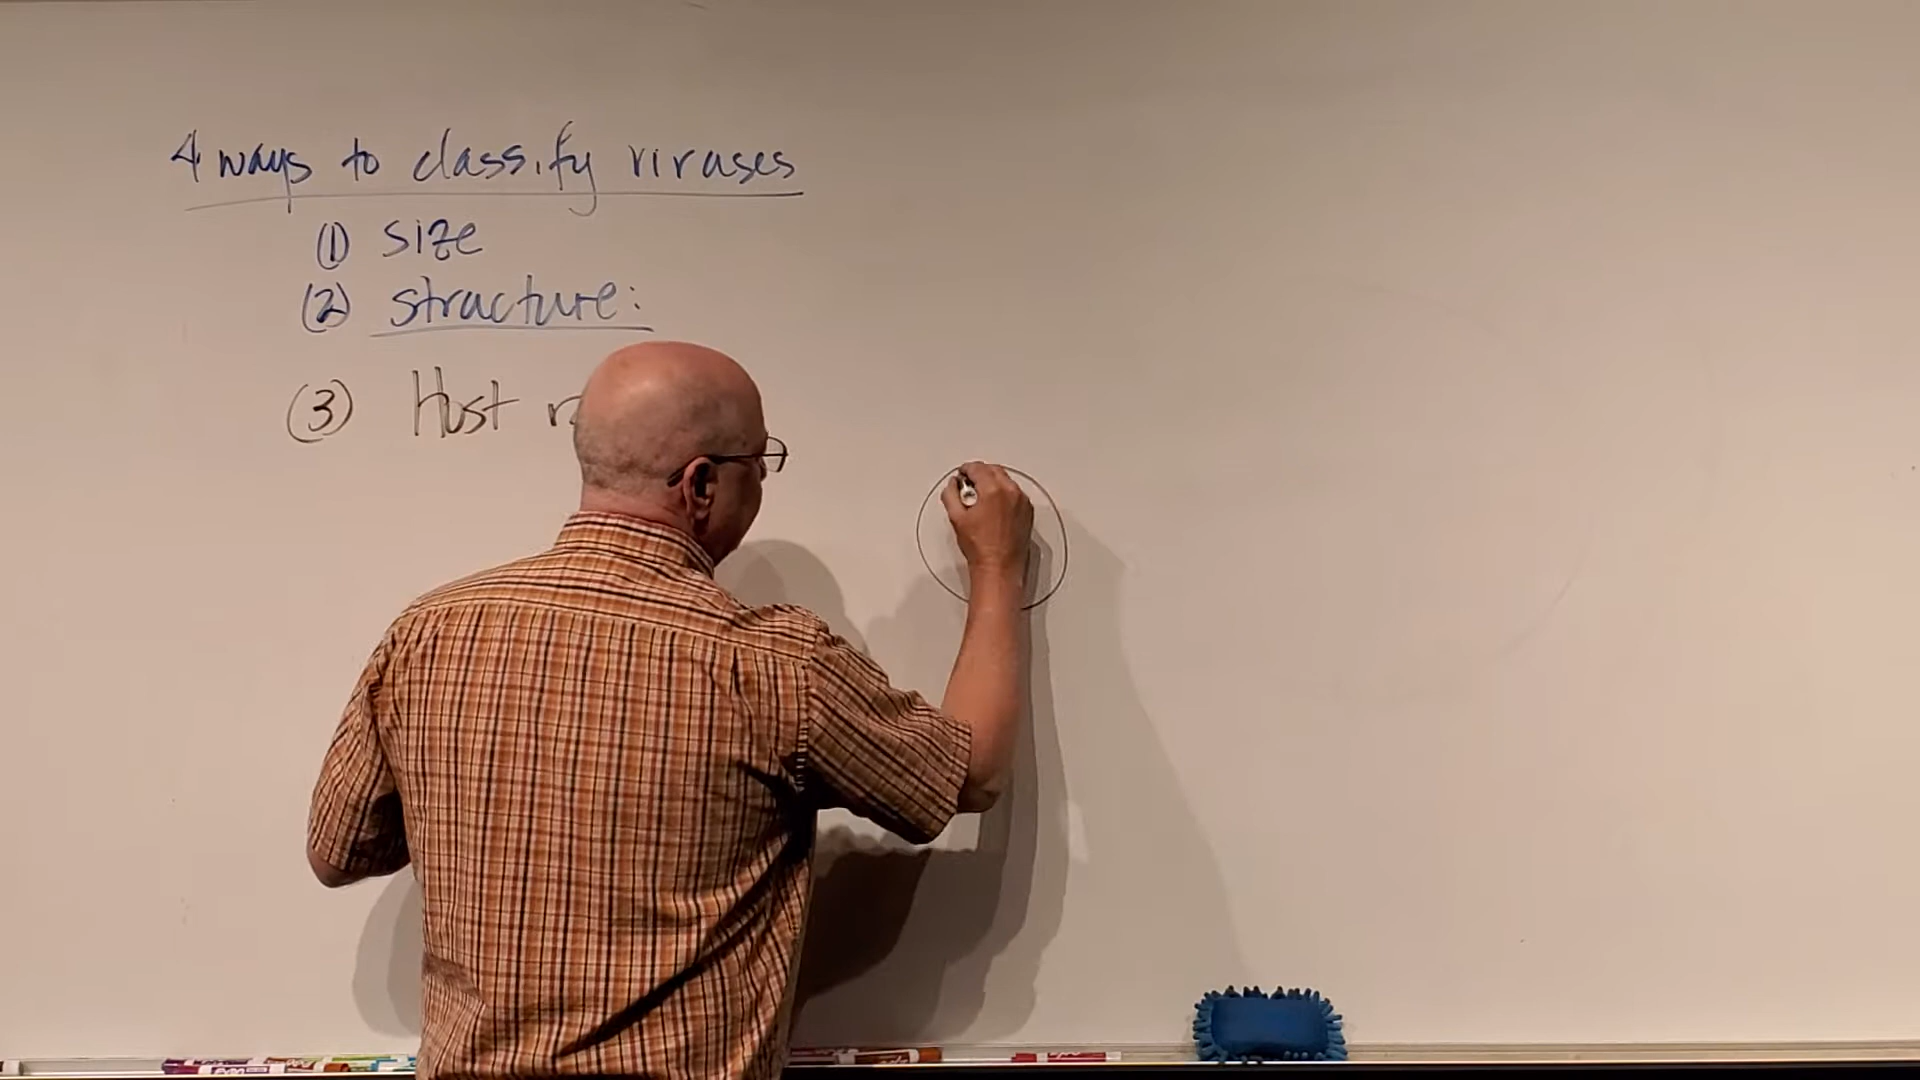 4 ways to classify viruses
(1) size
(2) structure:
(3) Host r